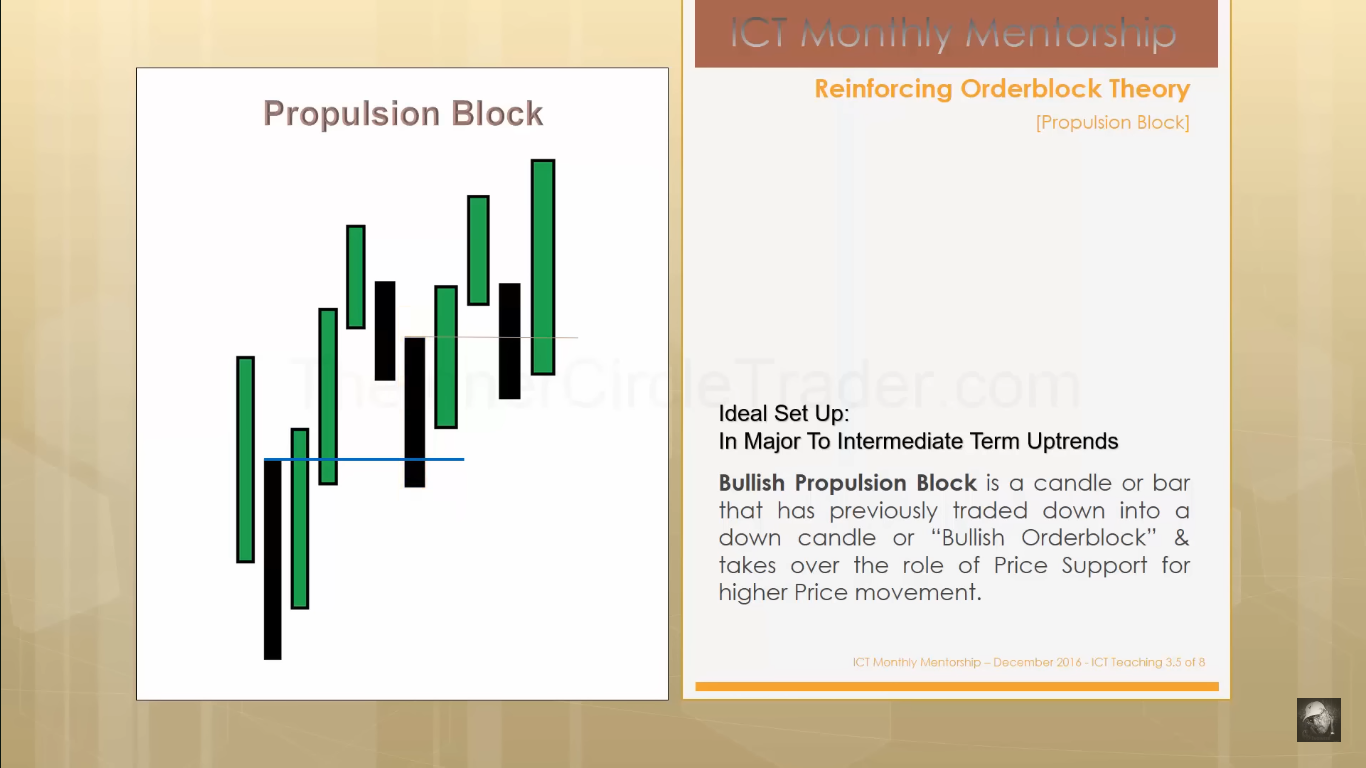 ICT Monthly Mentorship
Propulsion Block
Reinforcing Orderblock Theory
[Propulsion Block]
TheInnerCircleTrader.com
Ideal Set Up:
In Major To Intermediate Term Uptrends
Bullish Propulsion Block is a candle or bar
that has previously traded down into a
down candle or “Bullish Orderblock” &
takes over the role of Price Support for
higher Price movement.
ICT Monthly Mentorship – December 2016 - ICT Teaching 3.5 of 8